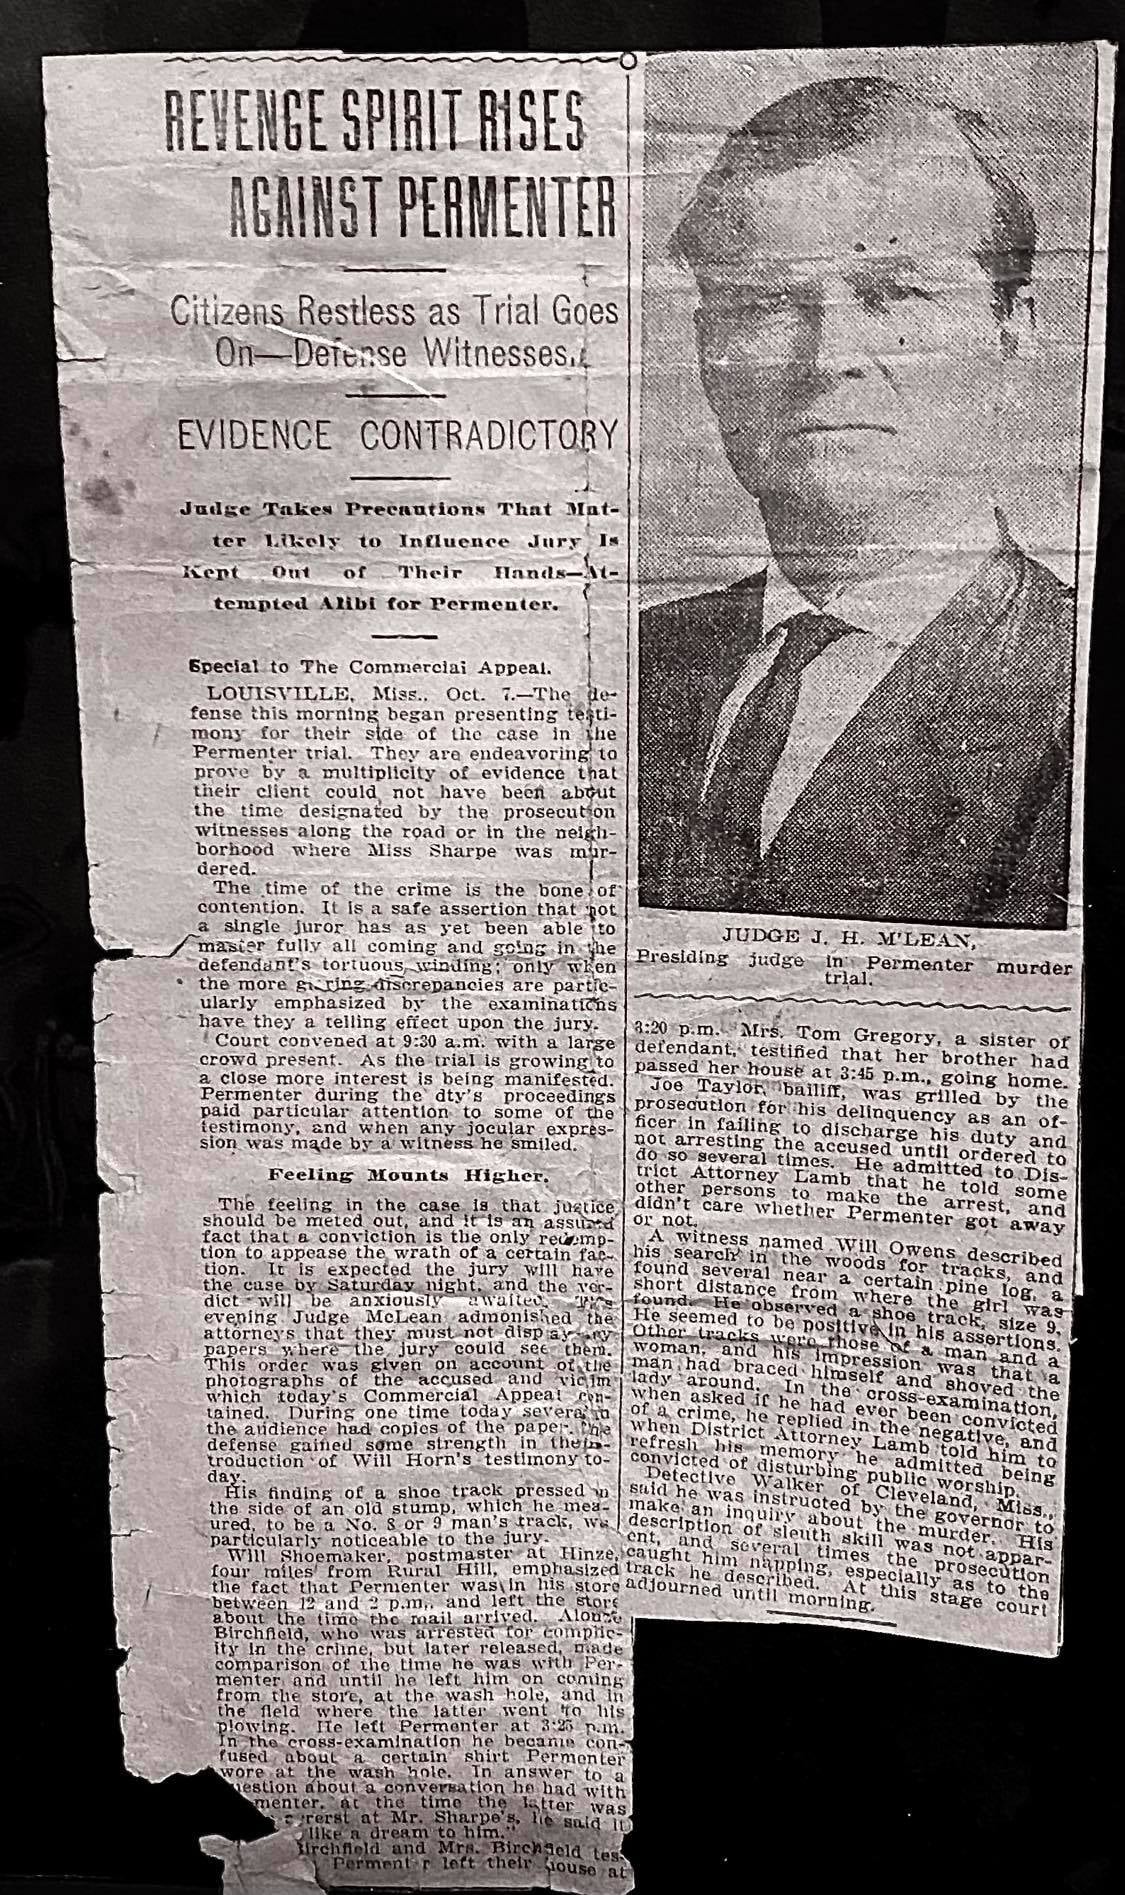 REVENGE SPIRIT RISES
AGAINST PERMENTER
Citizens Restless as Trial Goes
On—Defense Witnesses.
EVIDENCE CONTRADICTORY
Judge Takes Precautions That Mat-
ter Likely to Influence Jury Is
Kept Out of Their Hands—At-
tempted Alibi for Permenter.
Special to The Commercial Appeal.
LOUISVILLE, Miss., Oct. 7.—The de-
fense this morning began presenting testi-
mony for their side of the case in the
Permenter trial. They are endeavoring to
prove by a multiplicity of evidence that
their client could not have been about
the time designated by the prosecution
witnesses along the road or in the neigh-
borhood where Miss Sharpe was mur-
dered.
The time of the crime is the bone of
contention. It is a safe assertion that not
a single juror has as yet been able to
master fully all coming and going in the
defendant's tortuous winding; only when
the more glaring discrepancies are partic-
ularly emphasized by the examinations
have they a telling effect upon the jury.
Court convened at 9:30 a.m. with a large
crowd present. As the trial is growing to
a close more interest is being manifested.
Permenter during the dty's proceedings
paid particular attention to some of the
testimony, and when any jocular expres-
sion was made by a witness he smiled.
Feeling Mounts Higher.
The feeling in the case is that justice
should be meted out, and it is an assured
fact that a conviction is the only redemp-
tion to appease the wrath of a certain fac-
tion. It is expected the jury will have
the case by Saturday night, and the ver-
dict will be anxiously awaited. This
evening Judge McLean admonished the
attorneys that they must not display any
papers where the jury could see them.
This order was given on account of the
photographs of the accused and victim
which today's Commercial Appeal con-
tained. During one time today several in
the audience had copies of the paper. The
defense gained some strength in the in-
troduction of Will Horn's testimony to-
day.
His finding of a shoe track pressed in
the side of an old stump, which he mea-
ured, to be a No. 8 or 9 man's track, was
particularly noticeable to the jury.
Will Shoemaker, postmaster at Hinze,
four miles from Rural Hill, emphasized
the fact that Permenter was in his store
between 12 and 2 p.m., and left the store
about the time the mail arrived. Alonzo
Birchfield, who was arrested for complic-
ity in the crime, but later released, made
comparison of the time he was with Per-
menter and until he left him on coming
from the store, at the wash hole, and in
the field where the latter went to his
plowing. He left Permenter at 3:25 p.m.
In the cross-examination he became con-
fused about a certain shirt Permenter
wore at the wash hole. In answer to a
question about a conversation he had with
menter, at the time the latter was
at Mr. Sharpe's, he said it
like a dream to him."
Birchfield and Mrs. Birchfield tes-
Permenter left their house at
JUDGE J. H. M'LEAN,
Presiding judge in Permenter murder
trial.
3:20 p.m. Mrs. Tom Gregory, a sister of
defendant, testified that her brother had
passed her house at 3:45 p.m., going home.
Joe Taylor, bailiff, was grilled by the
prosecution for his delinquency as an of-
ficer in failing to discharge his duty and
not arresting the accused until ordered to
do so several times. He admitted to Dis-
trict Attorney Lamb that he told some
other persons to make the arrest, and
didn't care whether Permenter got away
or not.
A witness named Will Owens described
his search in the woods for tracks, and
found several near a certain pine log, a
short distance from where the girl was
found. He observed a shoe track, size 9.
He seemed to be positive in his assertions.
Other tracks were those of a man and a
woman, and his impression was that a
man had braced himself and shoved the
lady around. In the cross-examination,
when asked if he had ever been convicted
of a crime, he replied in the negative, and
when District Attorney Lamb told him to
refresh his memory he admitted being
convicted of disturbing public worship.
Detective Walker of Cleveland, Miss.,
said he was instructed by the governor to
make an inquiry about the murder. His
description of sleuth skill was not appar-
ent, and several times the prosecution
caught him napping, especially as to the
track he described. At this stage court
adjourned until morning.